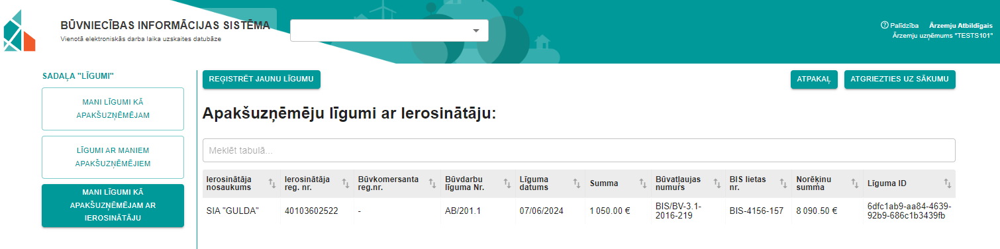 BŪVNIECĪBAS INFORMĀCIJAS SISTĒMA
Vienotā elektroniskās darba laika uzskaites datubāze
Palīdzība Ārzemju Atbildīgais
Ārzemju uzņēmums "TESTS101"
SADAĻA "LĪGUMI"
MANI LĪGUMI KĀ
APAKŠUZŅĒMĒJAM
LĪGUMI AR MANIEM
APAKŠUZŅĒMĒJIEM
MANI LĪGUMI KĀ
APAKŠUZŅĒMĒJAM AR
IEROSINĀTĀJU
REĢISTRĒT JAUNU LĪGUMU
ATPAKAĻ
ATGRIEZTIES UZ SĀKUMU
Apakšuzņēmēju līgumi ar Ierosinātāju:
Meklēt tabulā...
Ierosinātāja
nosaukums
Ierosinātāja
reg. nr.
Būvkomersanta
reg.nr.
Būvdarbu
līguma Nr.
Līguma
datums
Summa
Būvatļaujas
numurs
BIS lietas
nr.
Norēķinu
summa
Līguma ID
SIA "GULDA"
40103602522
-
AB/201.1
07/06/2024
1 050.00 €
BIS/BV-3.1-
2016-219
BIS-4156-157
8 090.50 €
6dfc1ab9-aa84-4639-
92b9-686c1b3439fb